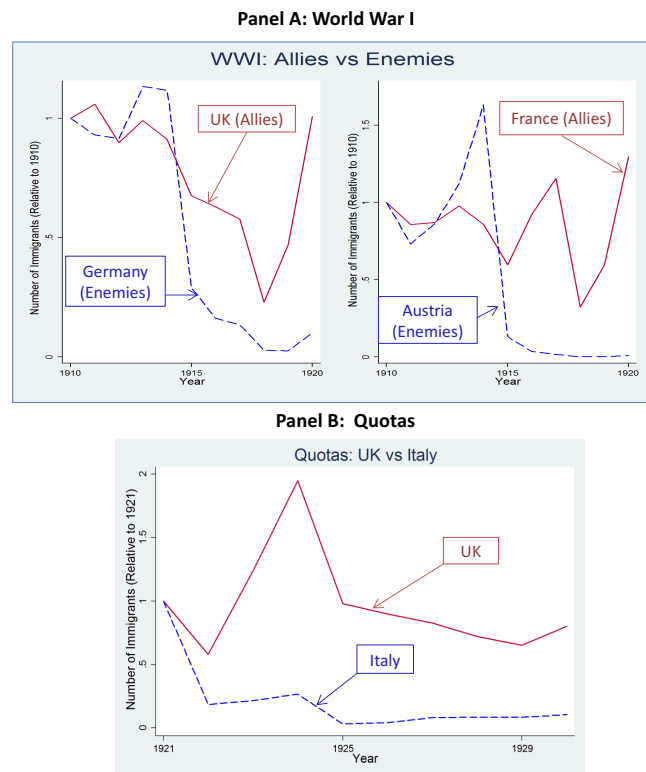 Panel A: World War I
WWI: Allies vs Enemies
Number of Immigrants (Relative to 1910)
1
.5
0
UK (Allies)
Germany
(Enemies)
1910
1915
1920
Year
Number of Immigrants (Relative to 1910)
1.5
1
.5
0
France (Allies)
Austria
(Enemies)
1910
1915
1920
Year
Panel B: Quotas
Quotas: UK vs Italy
Number of Immigrants (Relative to 1921)
2
1.5
1
.5
0
UK
Italy
1921
1925
1929
Year